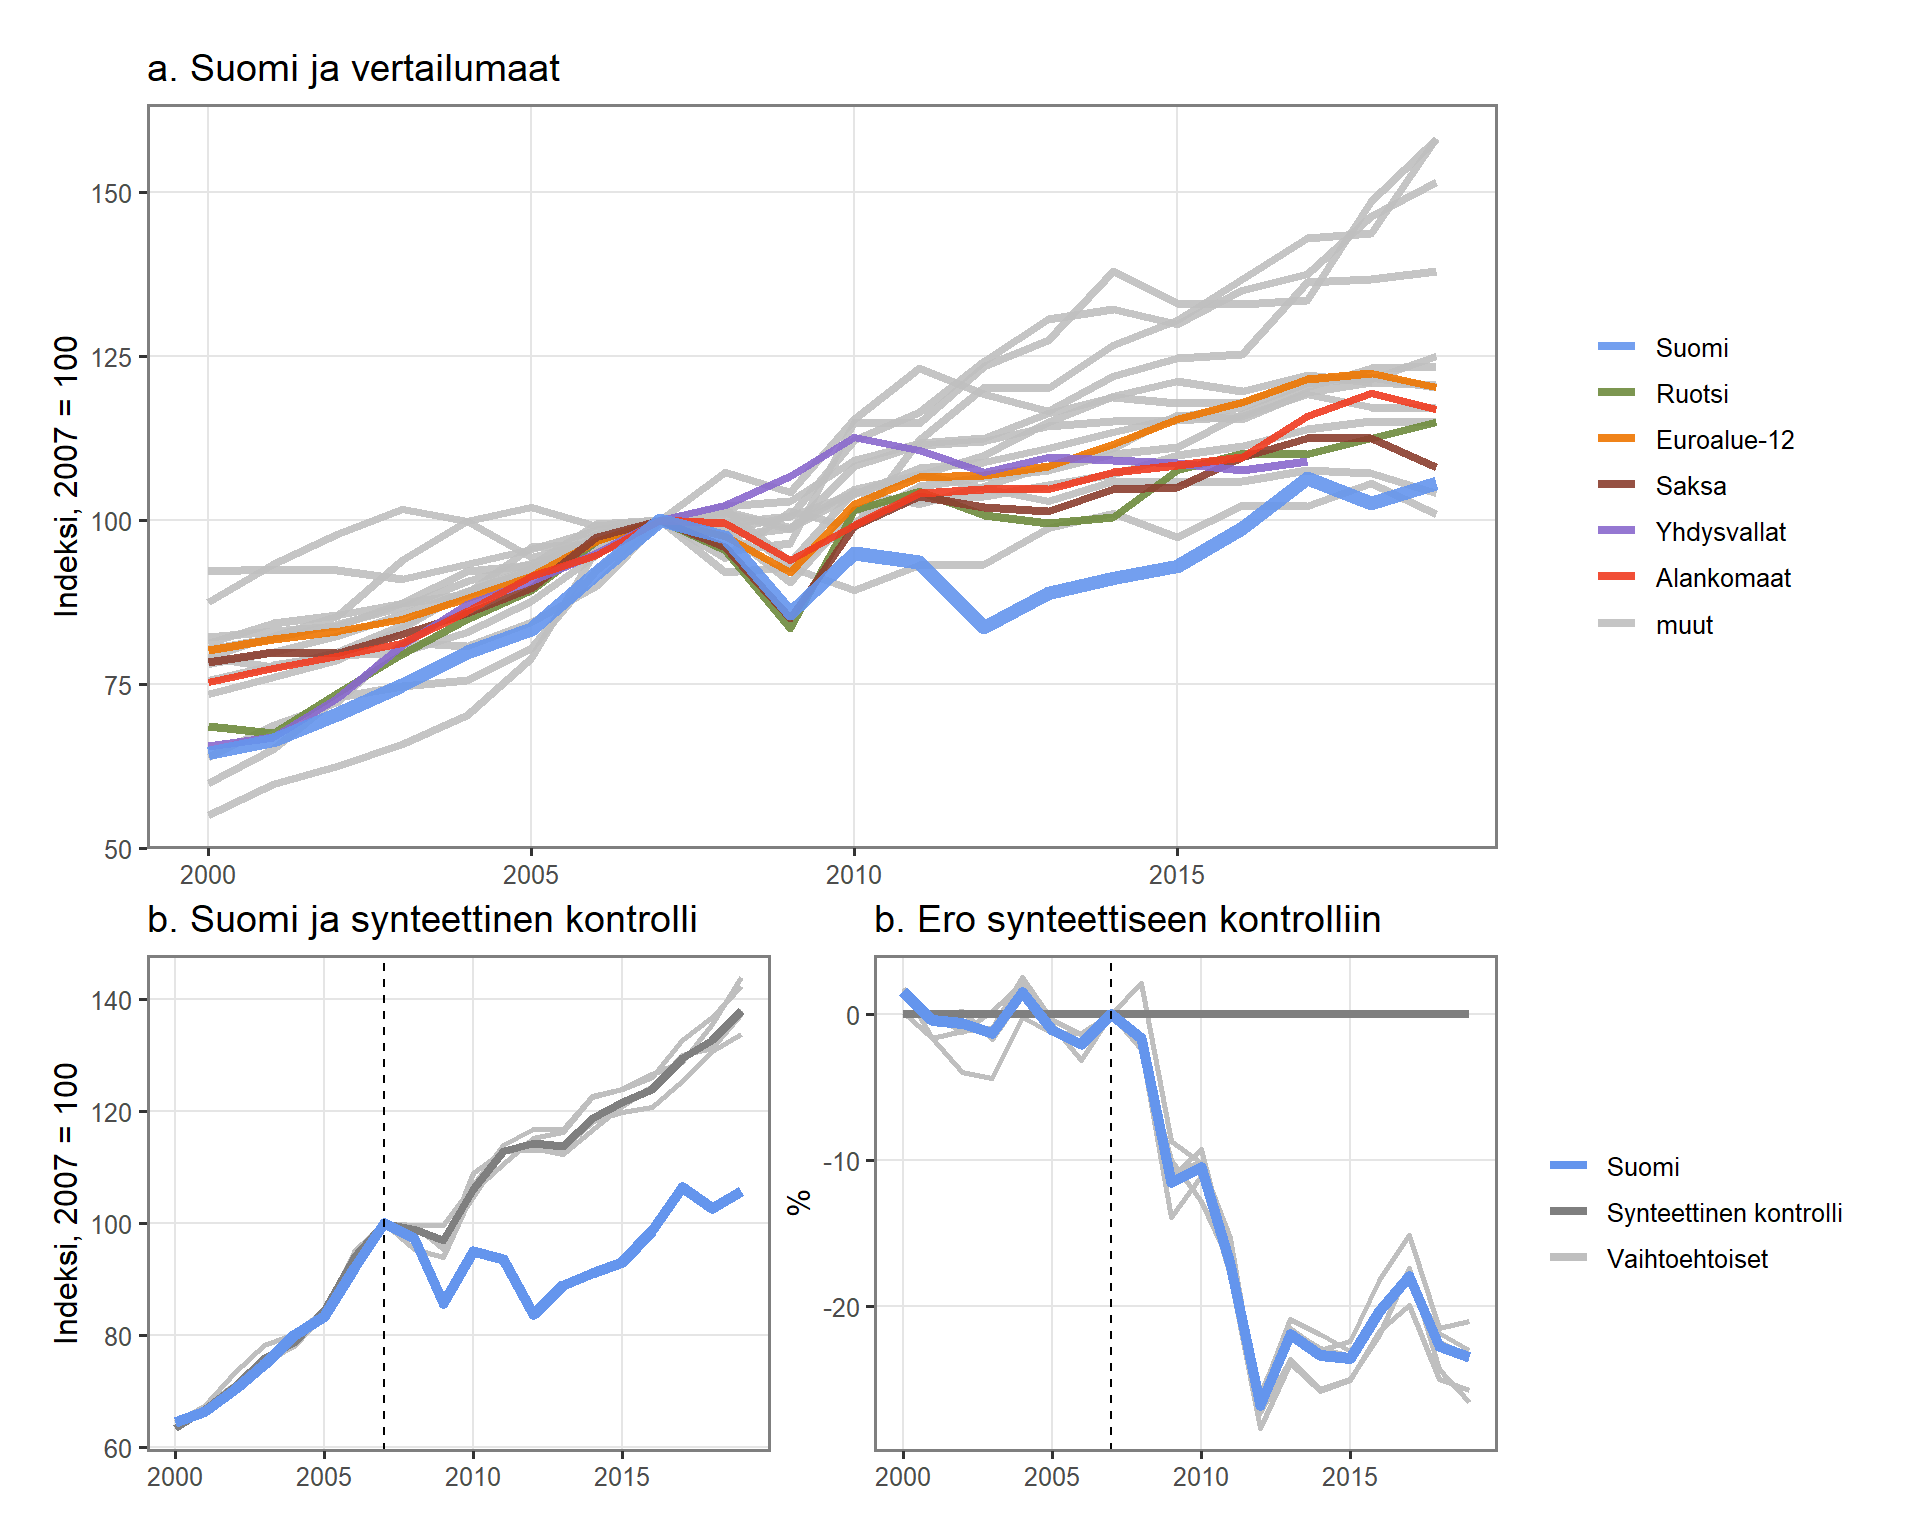 a. Suomi ja vertailumaat
Indeksi, 2007 = 100
150
125
100
75
50
2000
2005
2010
2015
Suomi
Ruotsi
Euroalue-12
Saksa
Yhdysvallat
Alankomaat
muut
b. Suomi ja synteettinen kontrolli
Indeksi, 2007 = 100
140
120
100
80
60
2000
2005
2010
2015
b. Ero synteettiseen kontrolliin
%
0
-10
-20
2000
2005
2010
2015
Suomi
Synteettinen kontrolli
Vaihtoehtoiset